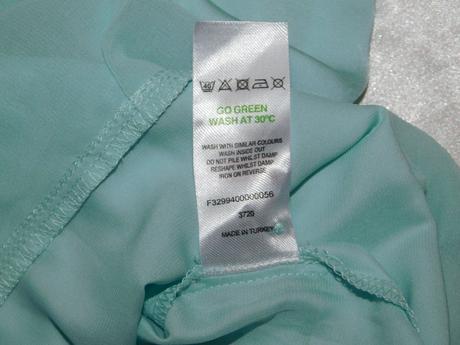 40
GO GREEN
WASH AT 30°C
WASH WITH SIMILAR COLOURS
WASH INSIDE OUT
DO NOT PILE WHILST DAMP
RESHAPE WHILST DAMP
IRON ON REVERSE
F3299400000056
3720
MADE IN TURKEY